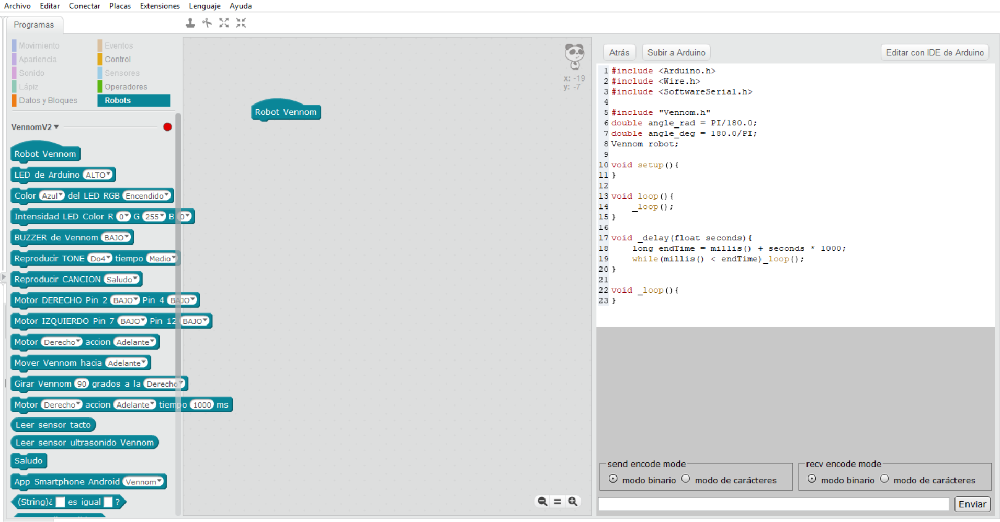 Archivo Editar Conectar Placas Extensiones Lenguaje Ayuda
Programas
Movimiento
Apariencia
Sonido
Lápiz
Datos y Bloques
Eventos
Control
Sensores
Operadores
Robots
VennomV2
Robot Vennom
LED de Arduino ALTO
Color Azul del LED RGB Encendido
Intensidad LED Color R 0 G 255 B 0
BUZZER de Vennom BAJO
Reproducir TONE Do4 tiempo Medio
Reproducir CANCION Saludo
Motor DERECHO Pin 2 BAJO Pin 4 BAJO
Motor IZQUIERDO Pin 7 BAJO Pin 12 BAJO
Motor Derecho accion Adelante
Mover Vennom hacia Adelante
Girar Vennom 90 grados a la Derecho
Motor Derecho accion Adelante tiempo 1000 ms
Leer sensor tacto
Leer sensor ultrasonido Vennom
Saludo
App Smartphone Android Vennom
(String)¿ es igual ?
Robot Vennom
x: -19
y: -7
Atrás Subir a Arduino Editar con IDE de Arduino
1 #include <Arduino.h>
2 #include <Wire.h>
3 #include <SoftwareSerial.h>
4
5 #include "Vennom.h"
6 double angle_rad = PI/180.0;
7 double angle_deg = 180.0/PI;
8 Vennom robot;
9
10 void setup(){
11 }
12
13 void loop(){
14 _loop();
15 }
16
17 void _delay(float seconds){
18 long endTime = millis() + seconds * 1000;
19 while(millis() < endTime)_loop();
20 }
21
22 void _loop(){
23 }
send encode mode
modo binario modo de carácteres
recv encode mode
modo binario modo de carácteres
Enviar